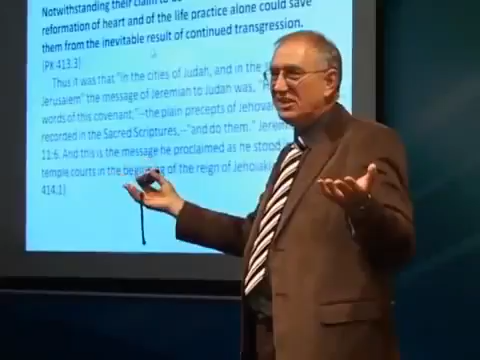 Notwithstanding their claim to be
reformation of heart and of the life practice alone could save
them from the inevitable result of continued transgression.
{PK 413.3}
Thus it was that "in the cities of Judah, and in the
Jerusalem" the message of Jeremiah to Judah was, "H
words of this covenant,"--the plain precepts of Jehova
recorded in the Sacred Scriptures,--"and do them." Jerem
11:6. And this is the message he proclaimed as he stood
temple courts in the beginning of the reign of Jehoiaki
414.1}